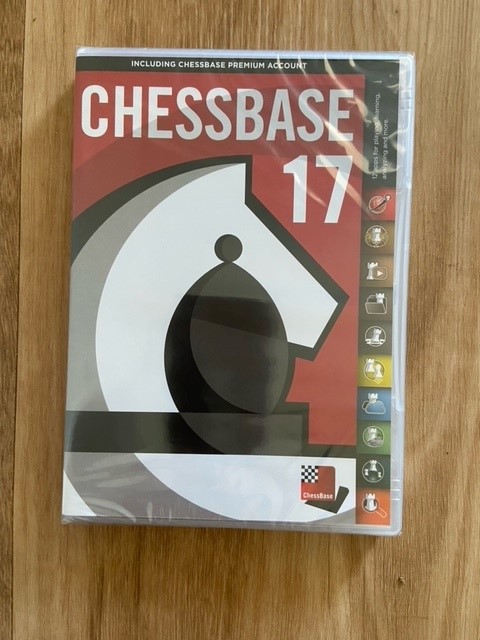 INCLUDING CHESSBASE PREMIUM ACCOUNT
CHESSBASE
17
ChessBase